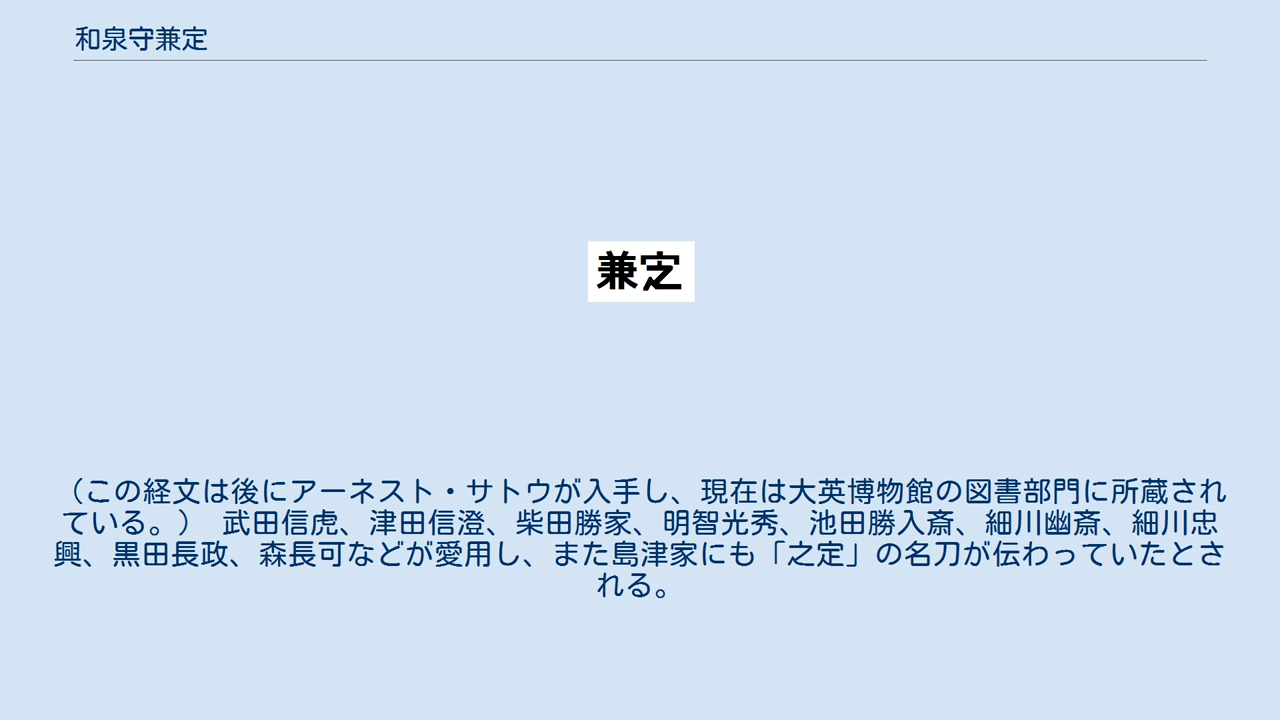 和泉守兼定
兼㝎
（この経文は後にアーネスト・サトウが入手し、現在は大英博物館の図書部門に所蔵され
ている。） 武田信虎、津田信澄、柴田勝家、明智光秀、池田勝入斎、細川幽斎、細川忠
興、黒田長政、森長可などが愛用し、また島津家にも「之定」の名刀が伝わっていたとさ
れる。